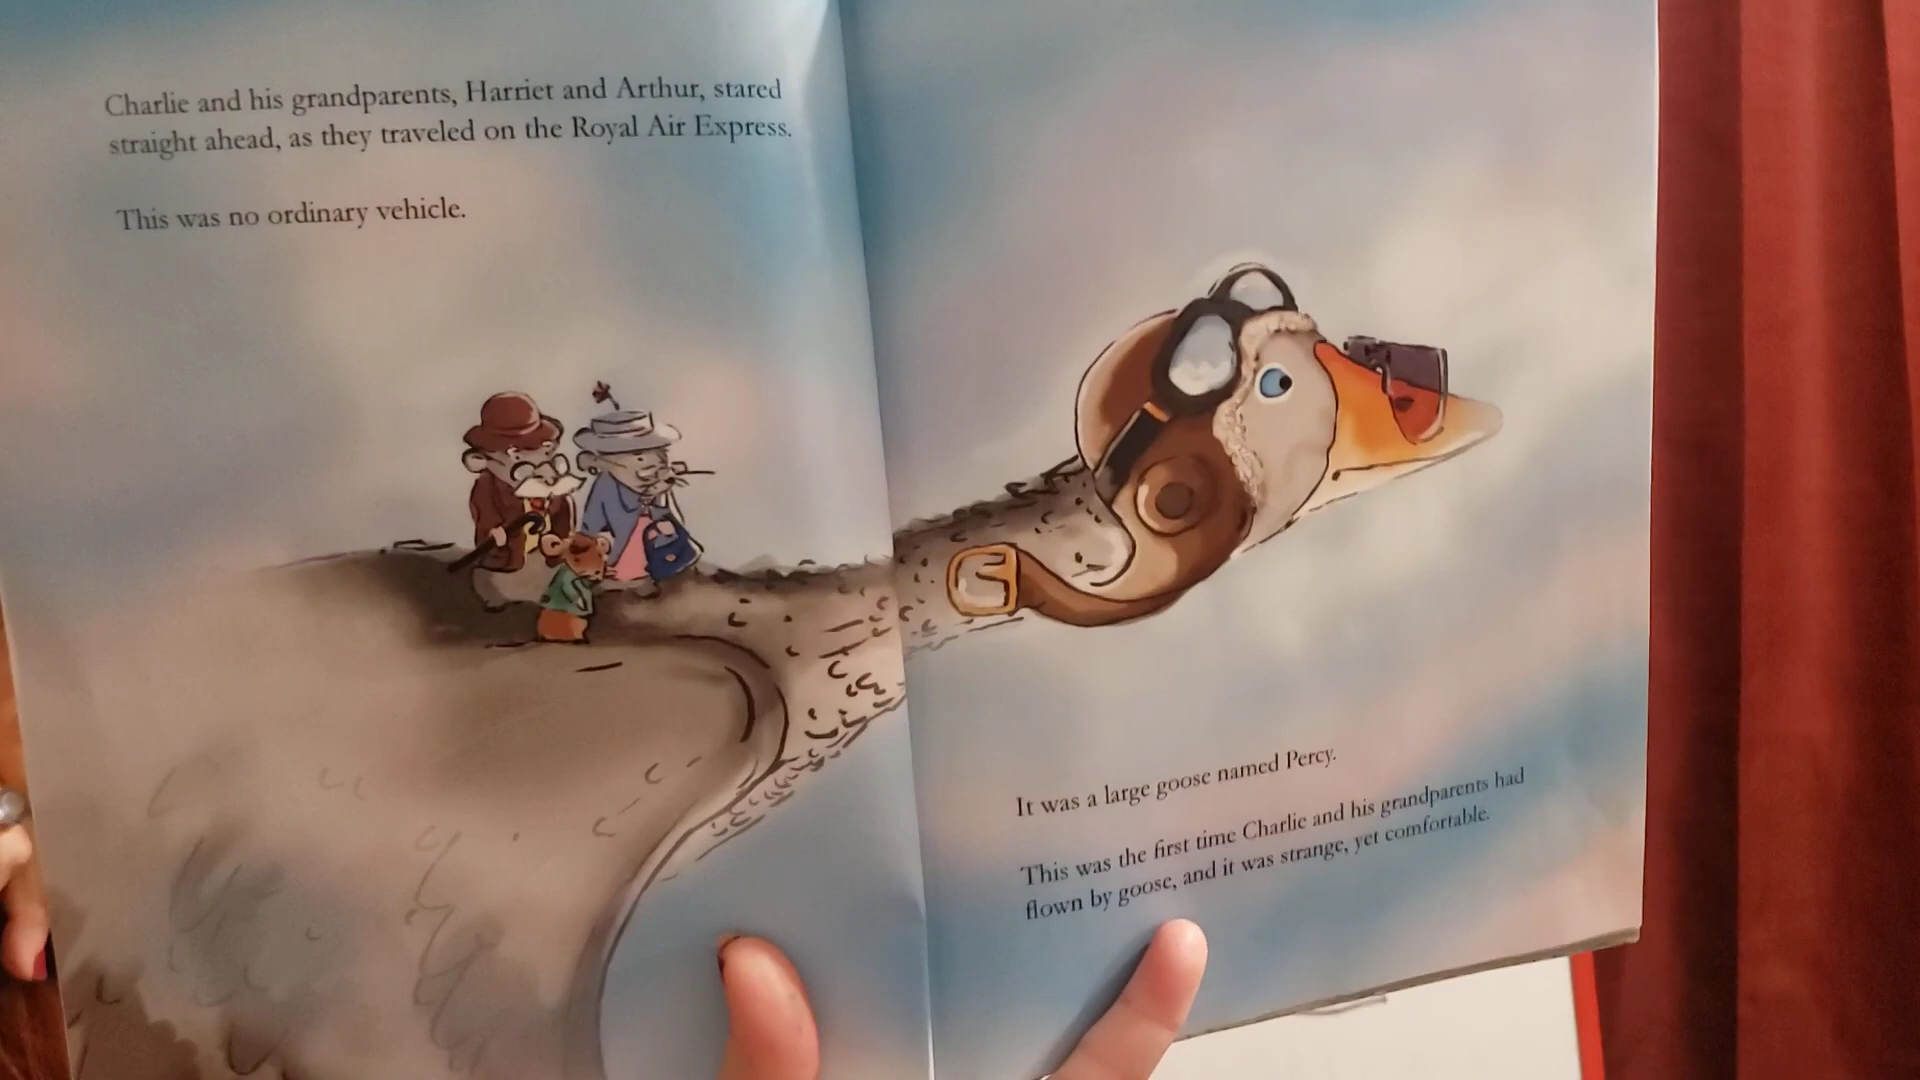 Charlie and his grandparents, Harriet and Arthur, stared
straight ahead, as they traveled on the Royal Air Express.
This was no ordinary vehicle.
It was a large goose named Percy.
This was the first time Charlie and his grandparents had
flown by goose, and it was strange, yet comfortable.